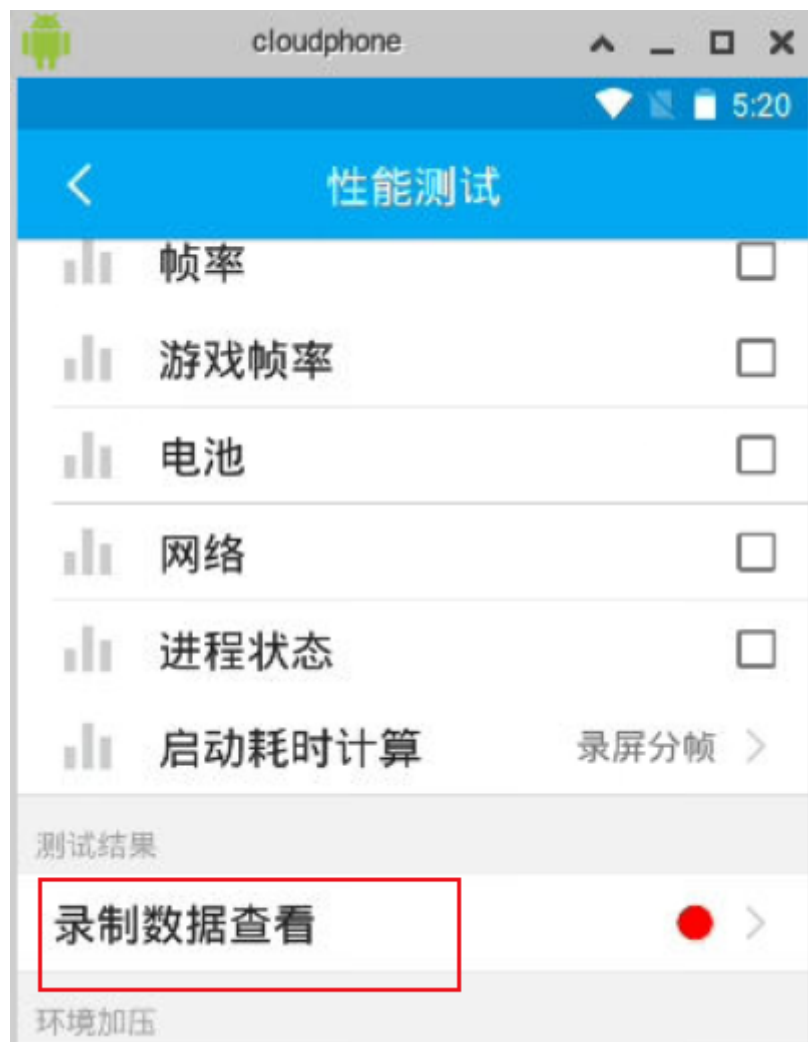 cloudphone
5:20
性能测试
帧率
游戏帧率
电池
网络
进程状态
启动耗时计算 录屏分帧
测试结果
录制数据查看
环境加压